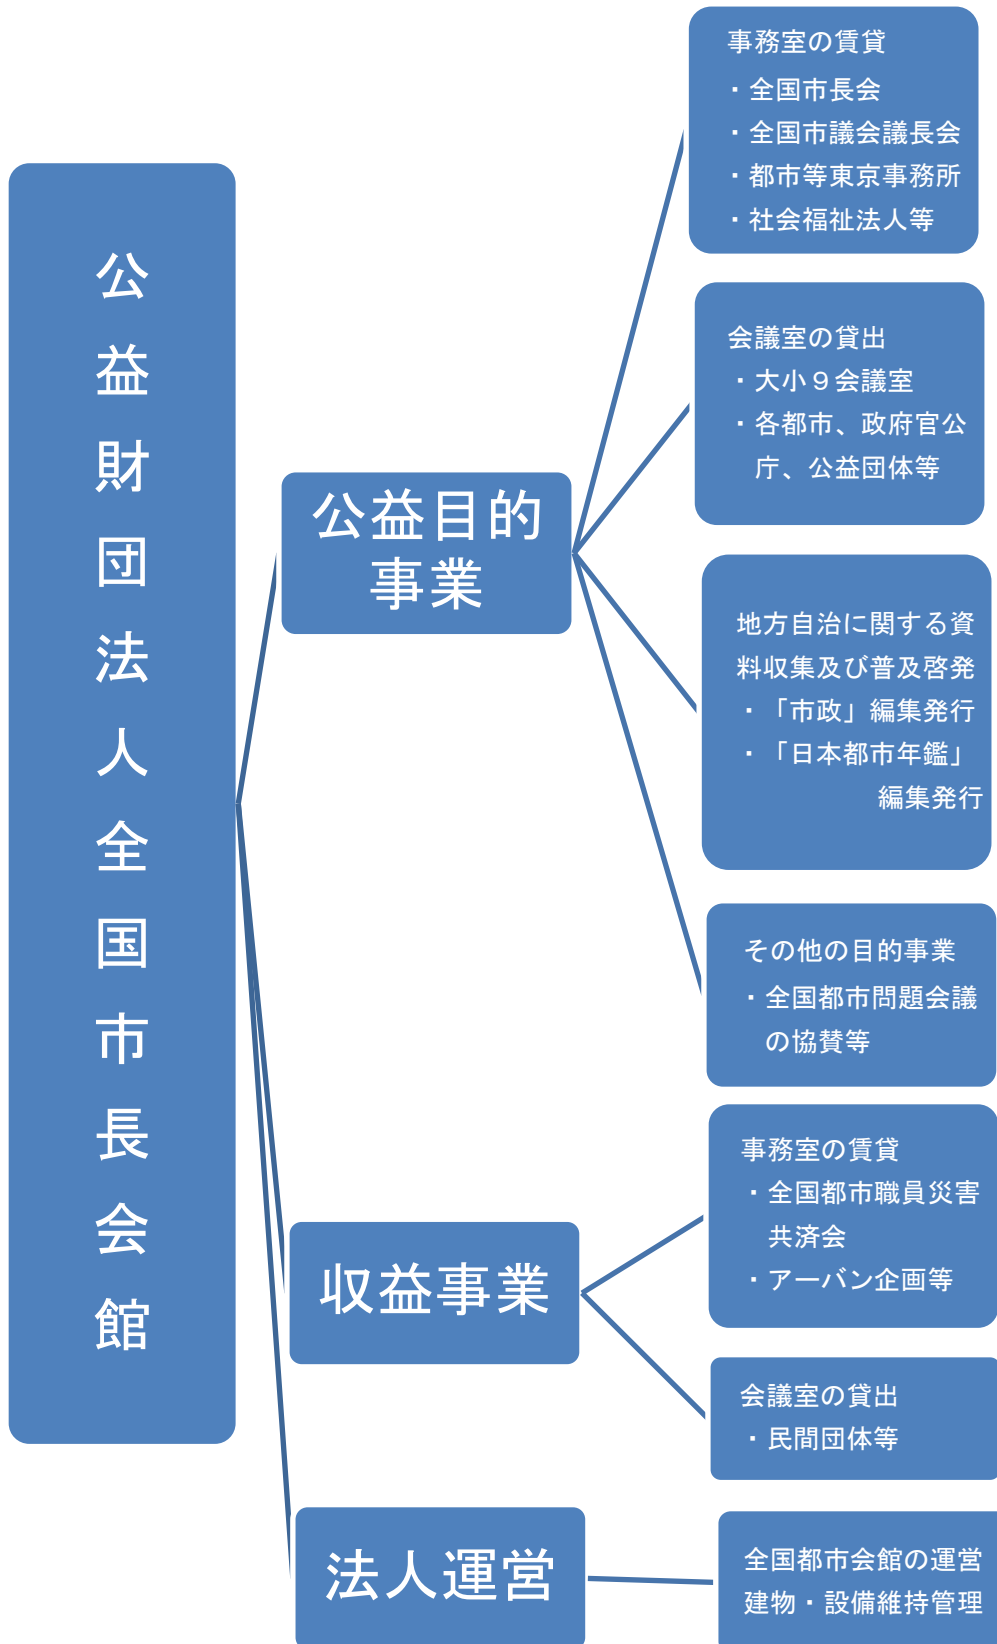 公益財団法人全国市長会館
公益目的
事業
事務室の賃貸
・全国市長会
・全国市議会議長会
・都市等東京事務所
・社会福祉法人等
会議室の貸出
・大小９会議室
・各都市、政府官公
庁、公益団体等
地方自治に関する資
料収集及び普及啓発
・「市政」編集発行
・「日本都市年鑑」
編集発行
その他の目的事業
・全国都市問題会議
の協賛等
収益事業
事務室の賃貸
・全国都市職員災害
共済会
・アーバン企画等
会議室の貸出
・民間団体等
法人運営
全国都市会館の運営
建物・設備維持管理